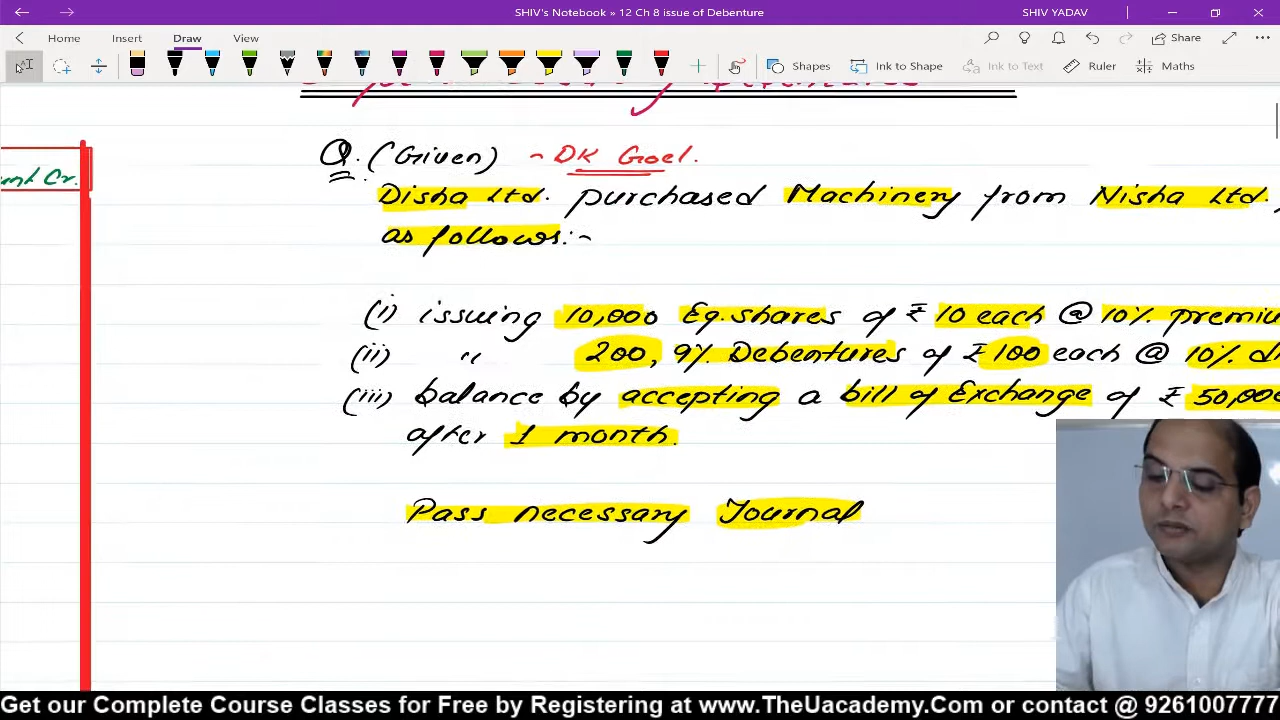 SHIV's Notebook » 12 Ch 8 issue of Debenture
SHIV YADAV
Home Insert Draw View
Share
Shapes Ink to Shape Ink to Text Ruler Maths
Q. (Given) - DK Goel.
Disha Ltd. purchased Machinery from Nisha Ltd.
as follows:-
Cr.
(i) issuing 10,000 Eq. shares of ₹ 10 each @ 10% premiu
(ii) " 200, 9% Debentures of ₹ 100 each @ 10% di
(iii) balance by accepting a bill of Exchange of ₹ 50,000
after 1 month.
Pass necessary Journal
Get our Complete Course Classes for Free by Registering at www.TheUacademy.Com or contact @ 9261007777